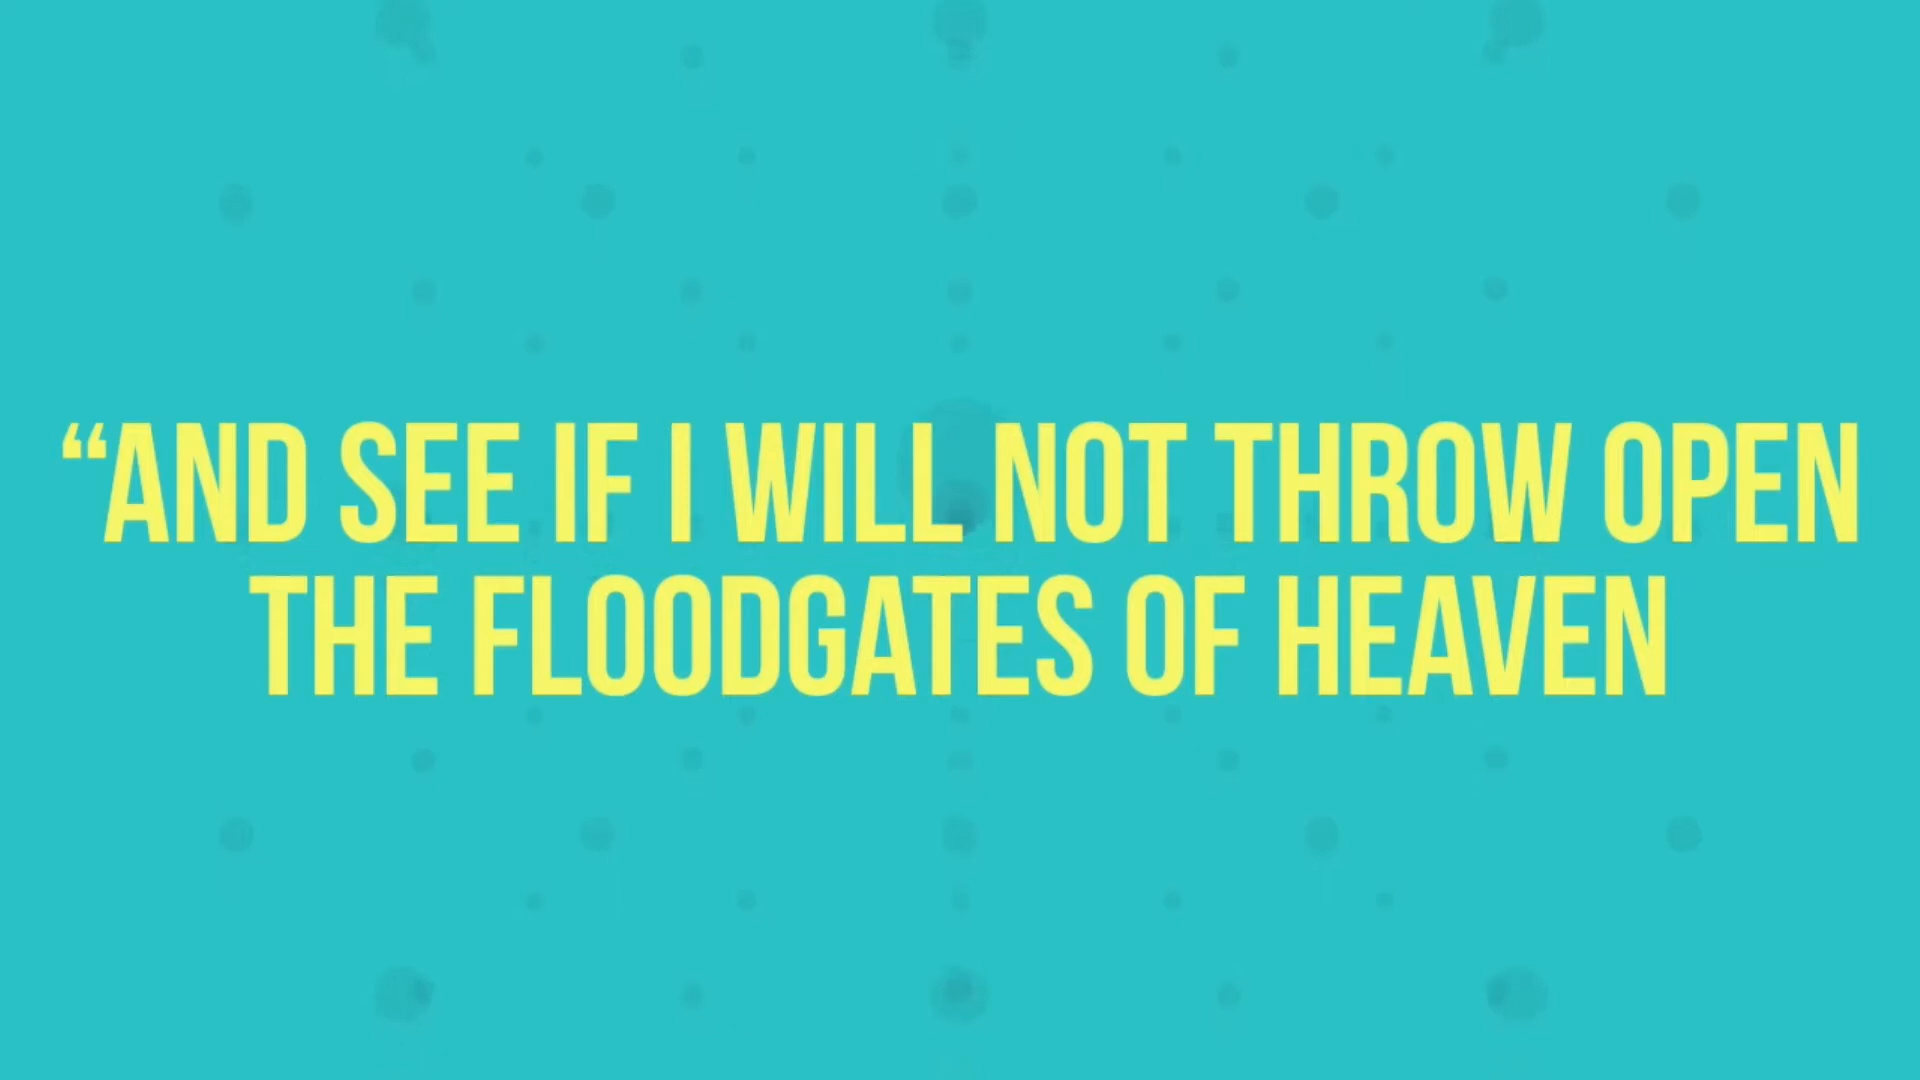 “AND SEE IF I WILL NOT THROW OPEN
THE FLOODGATES OF HEAVEN